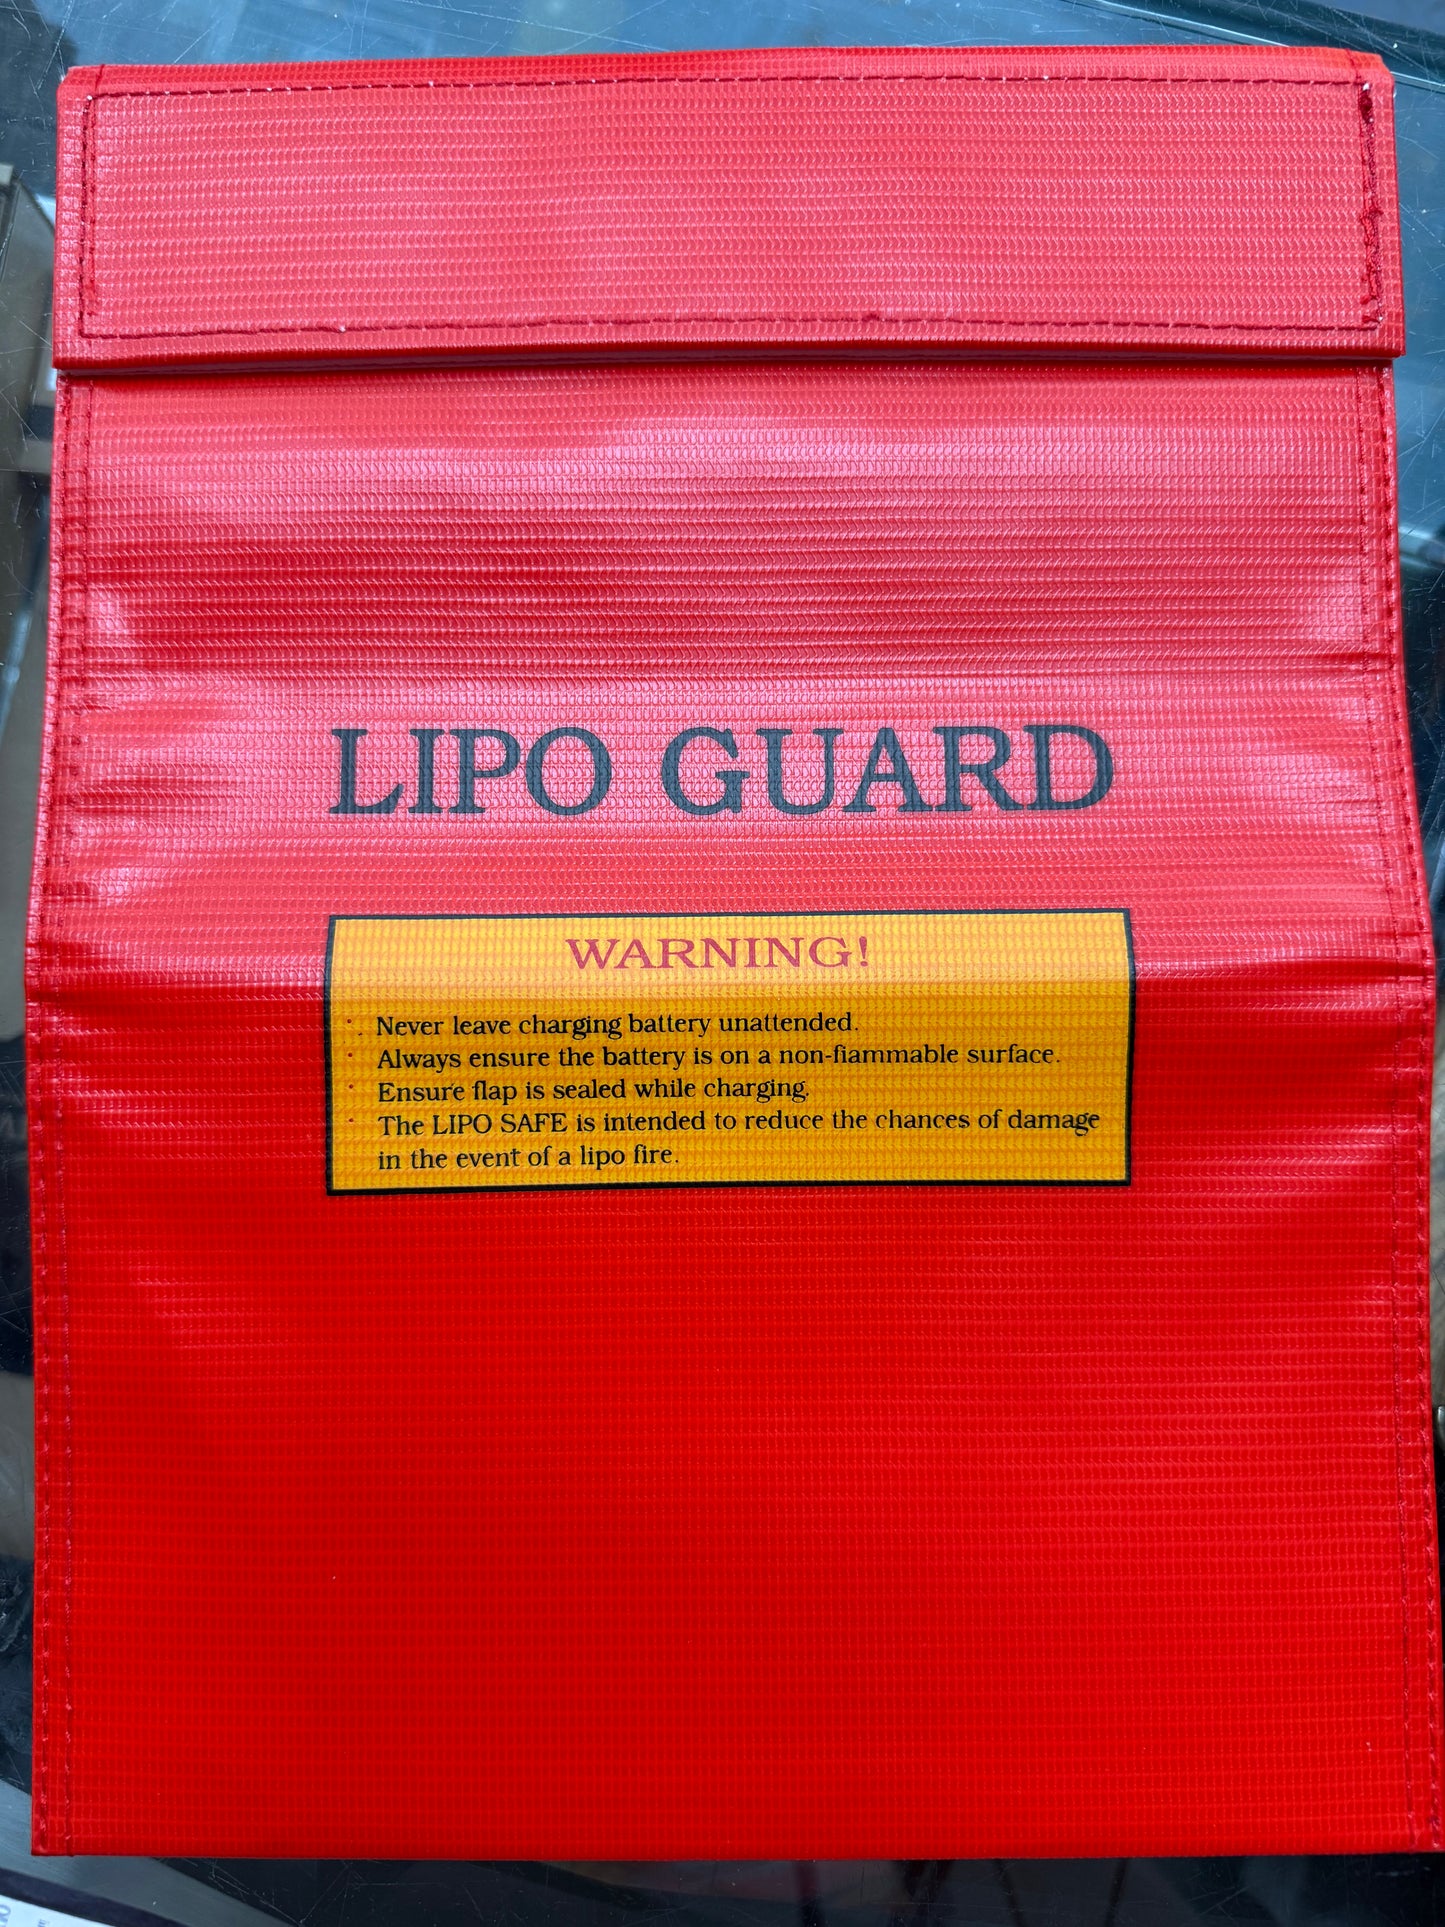 LIPO GUARD
WARNING!
Never leave charging battery unattended.
Always ensure the battery is on a non-fiammable surface.
Ensure flap is sealed while charging.
The LIPO SAFE is intended to reduce the chances of damage
in the event of a lipo fire.